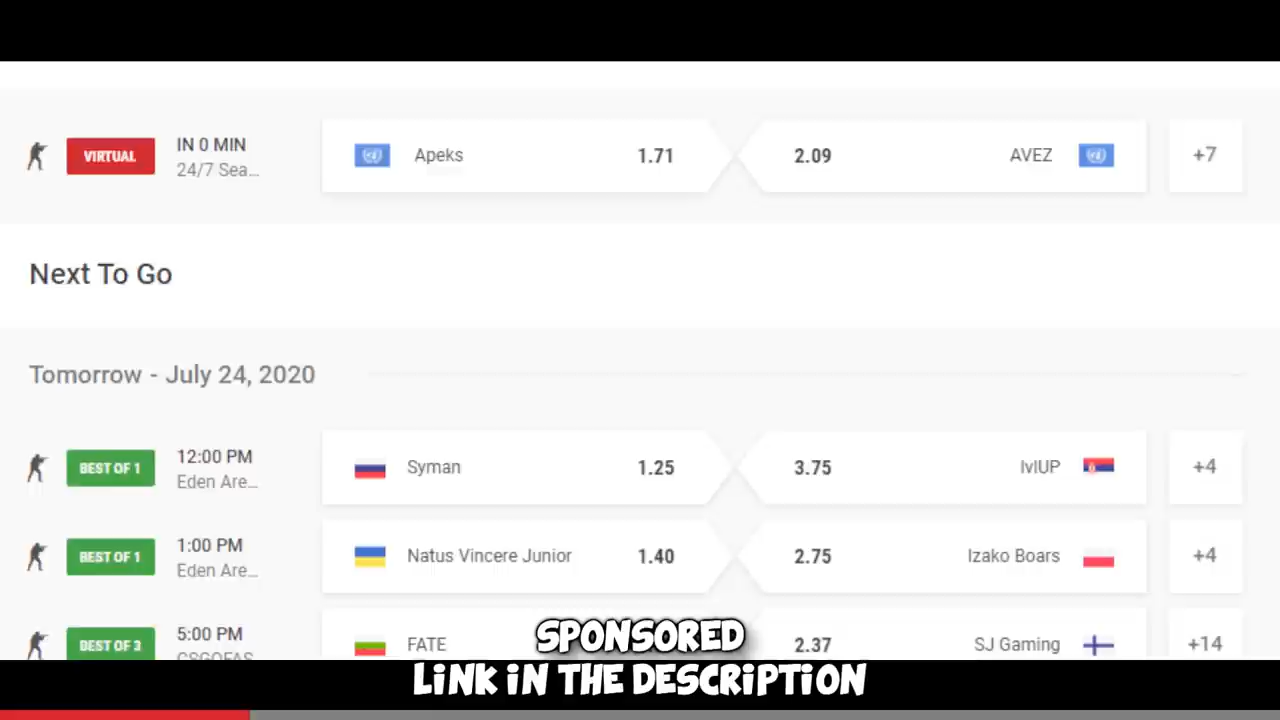 VIRTUAL
IN 0 MIN
24/7 Sea...
Apeks 1.71
2.09 AVEZ
+7
Next To Go
Tomorrow - July 24, 2020
BEST OF 1
12:00 PM
Eden Are...
Syman 1.25
3.75 IvlUP
+4
BEST OF 1
1:00 PM
Eden Are...
Natus Vincere Junior 1.40
2.75 Izako Boars
+4
BEST OF 3
5:00 PM
CSGOFAS
FATE
2.37 SJ Gaming
+14
SPONSORED
LINK IN THE DESCRIPTION